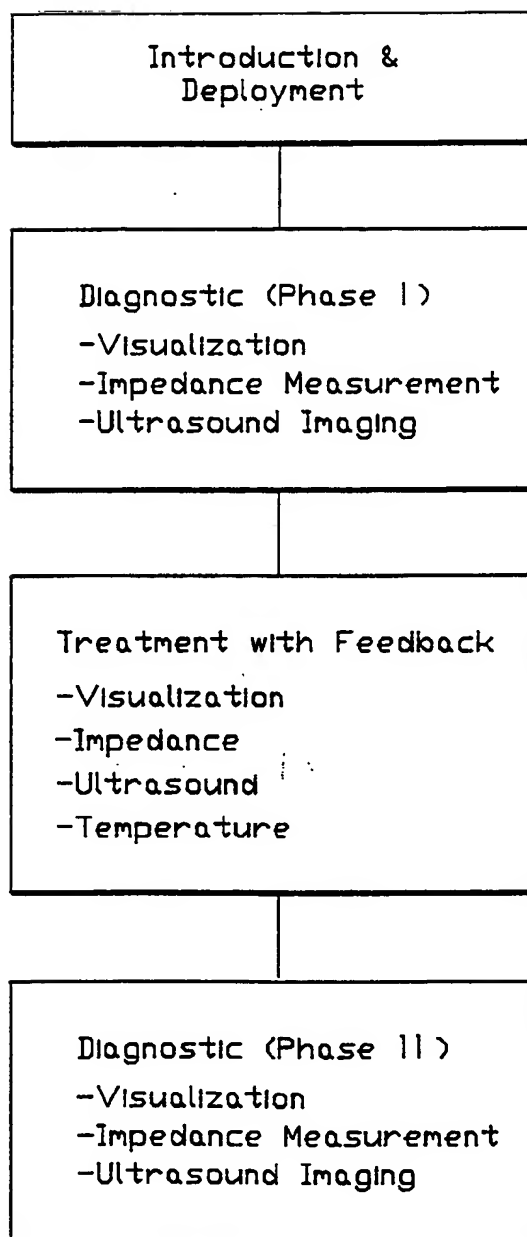 Introduction &
Deployment
Diagnostic (Phase I)
-Visualization
-Impedance Measurement
-Ultrasound Imaging
Treatment with Feedback
-Visualization
-Impedance
-Ultrasound
-Temperature
Diagnostic (Phase II)
-Visualization
-Impedance Measurement
-Ultrasound Imaging